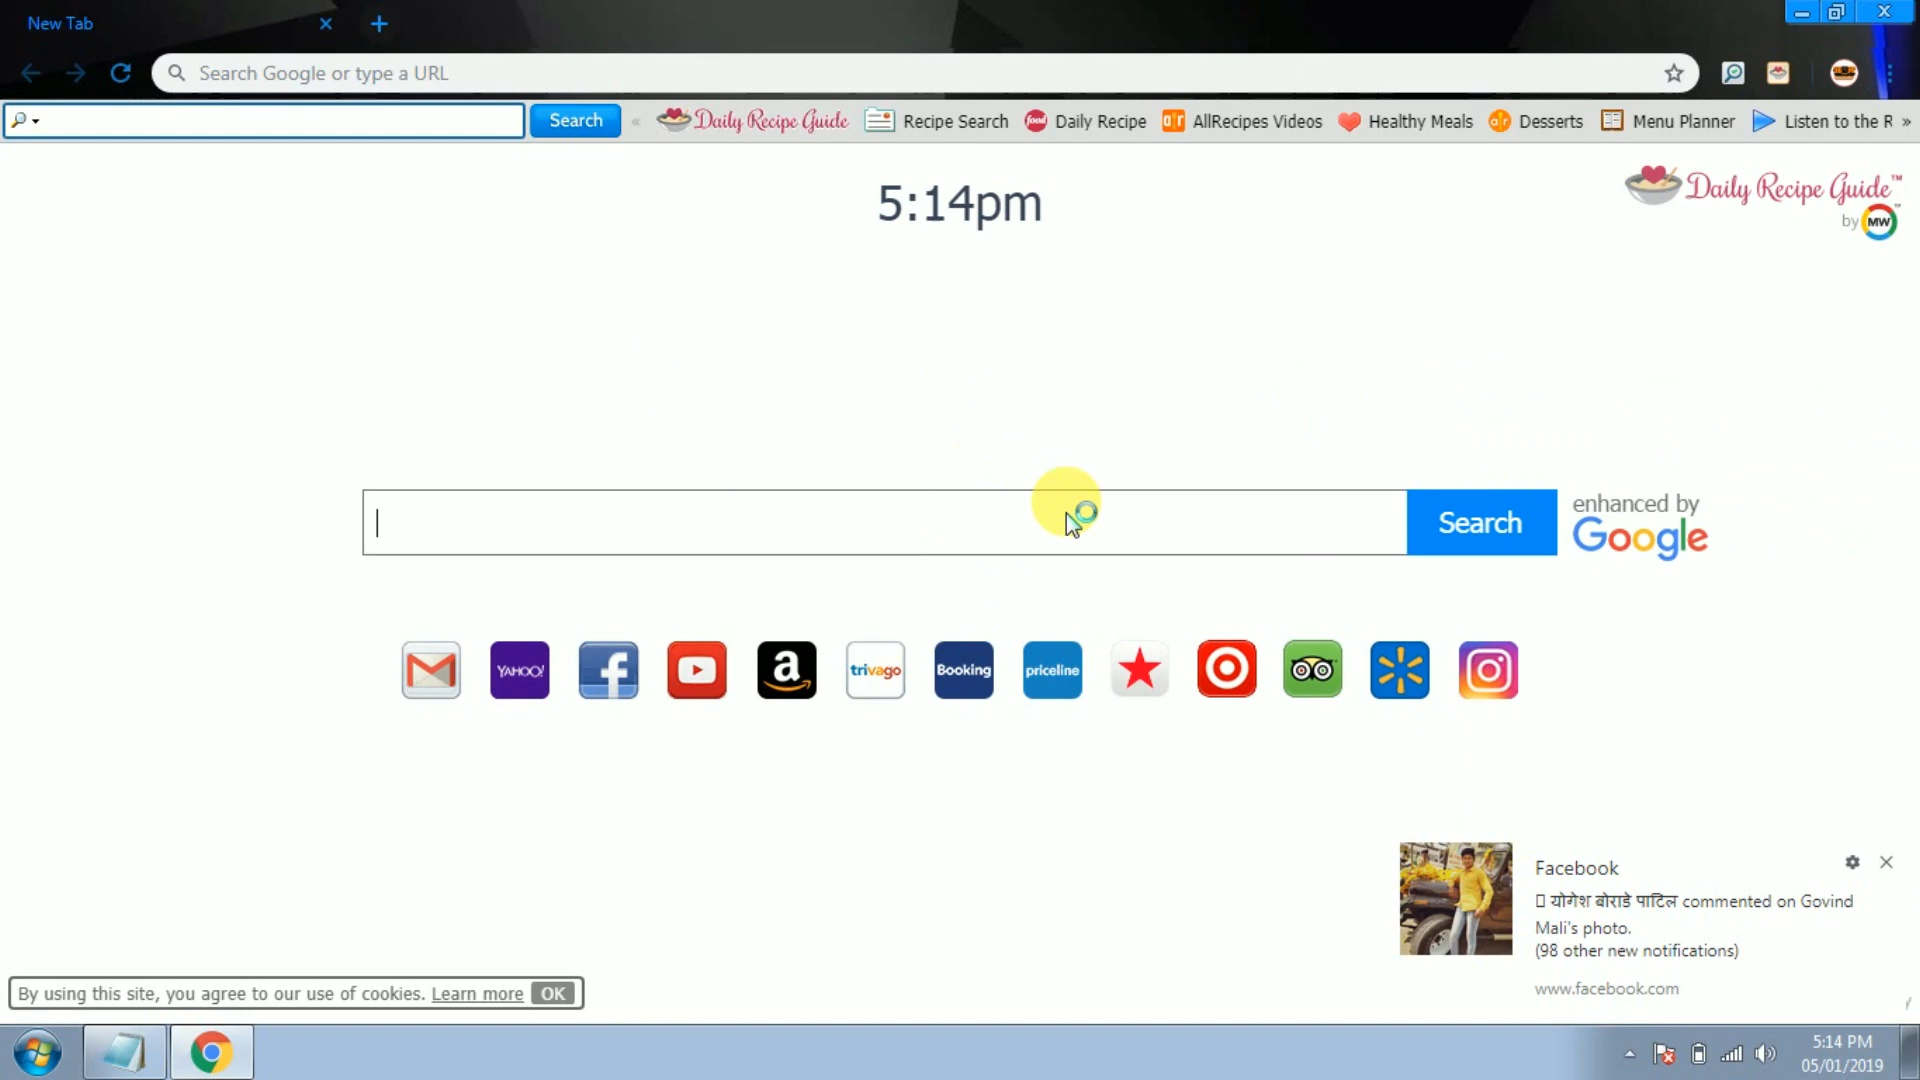 New Tab
Search Google or type a URL
Search
Daily Recipe Guide
Recipe Search
Daily Recipe
AllRecipes Videos
Healthy Meals
Desserts
Menu Planner
Listen to the R
5:14pm
Daily Recipe Guide™
by MW
Search
enhanced by
Google
YAHOO!
trivago
Booking
priceline
Facebook
योगेश बोराडे पाटिल commented on Govind
Mali's photo.
(98 other new notifications)
www.facebook.com
By using this site, you agree to our use of cookies. Learn more OK
5:14 PM
05/01/2019